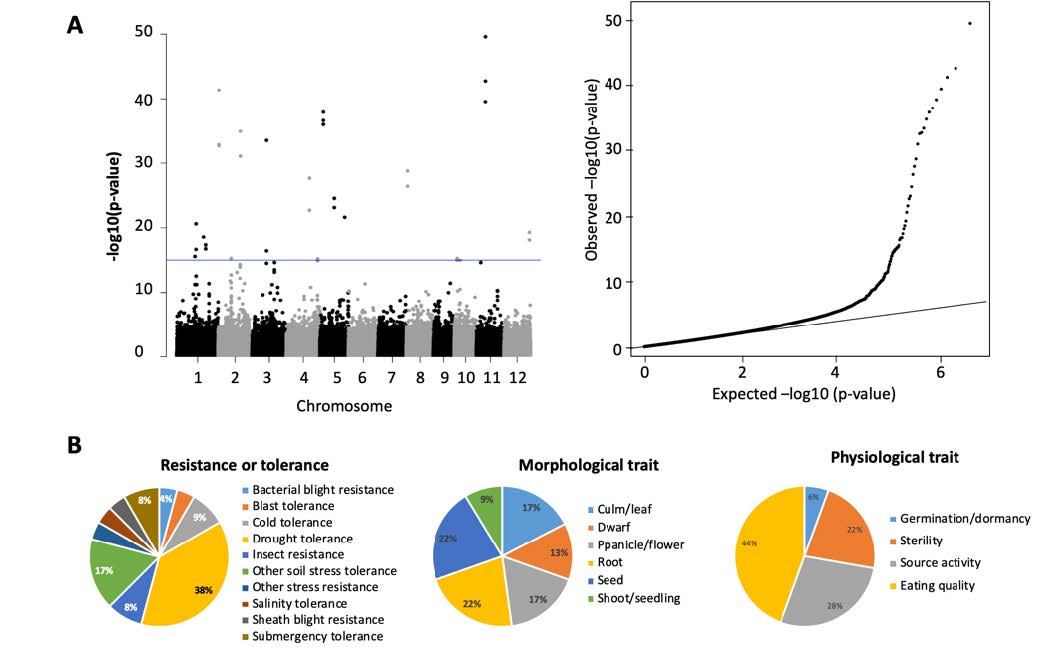 A
50
40
30
20
10
0
-log10(p-value)
1 2 3 4 5 6 7 8 9 10 11 12
Chromosome
50
40
30
20
10
0
Observed –log10(p-value)
0 2 4 6
Expected –log10 (p-value)
B
Resistance or tolerance
4%
9%
38%
8%
17%
8%
Bacterial blight resistance
Blast tolerance
Cold tolerance
Drought tolerance
Insect resistance
Other soil stress tolerance
Other stress resistance
Salinity tolerance
Sheath blight resistance
Submergency tolerance
Morphological trait
17%
13%
17%
22%
22%
9%
Culm/leaf
Dwarf
Ppanicle/flower
Root
Seed
Shoot/seedling
Physiological trait
6%
22%
28%
44%
Germination/dormancy
Sterility
Source activity
Eating quality